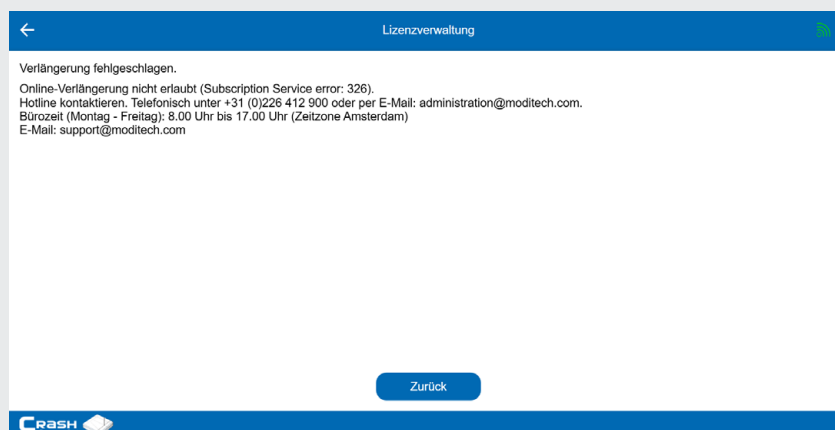 Lizenzverwaltung
Verlängerung fehlgeschlagen.
Online-Verlängerung nicht erlaubt (Subscription Service error: 326).
Hotline kontaktieren. Telefonisch unter +31 (0)226 412 900 oder per E-Mail: administration@moditech.com.
Bürozeit (Montag - Freitag): 8.00 Uhr bis 17.00 Uhr (Zeitzone Amsterdam)
E-Mail: support@moditech.com
Zurück
CRASH